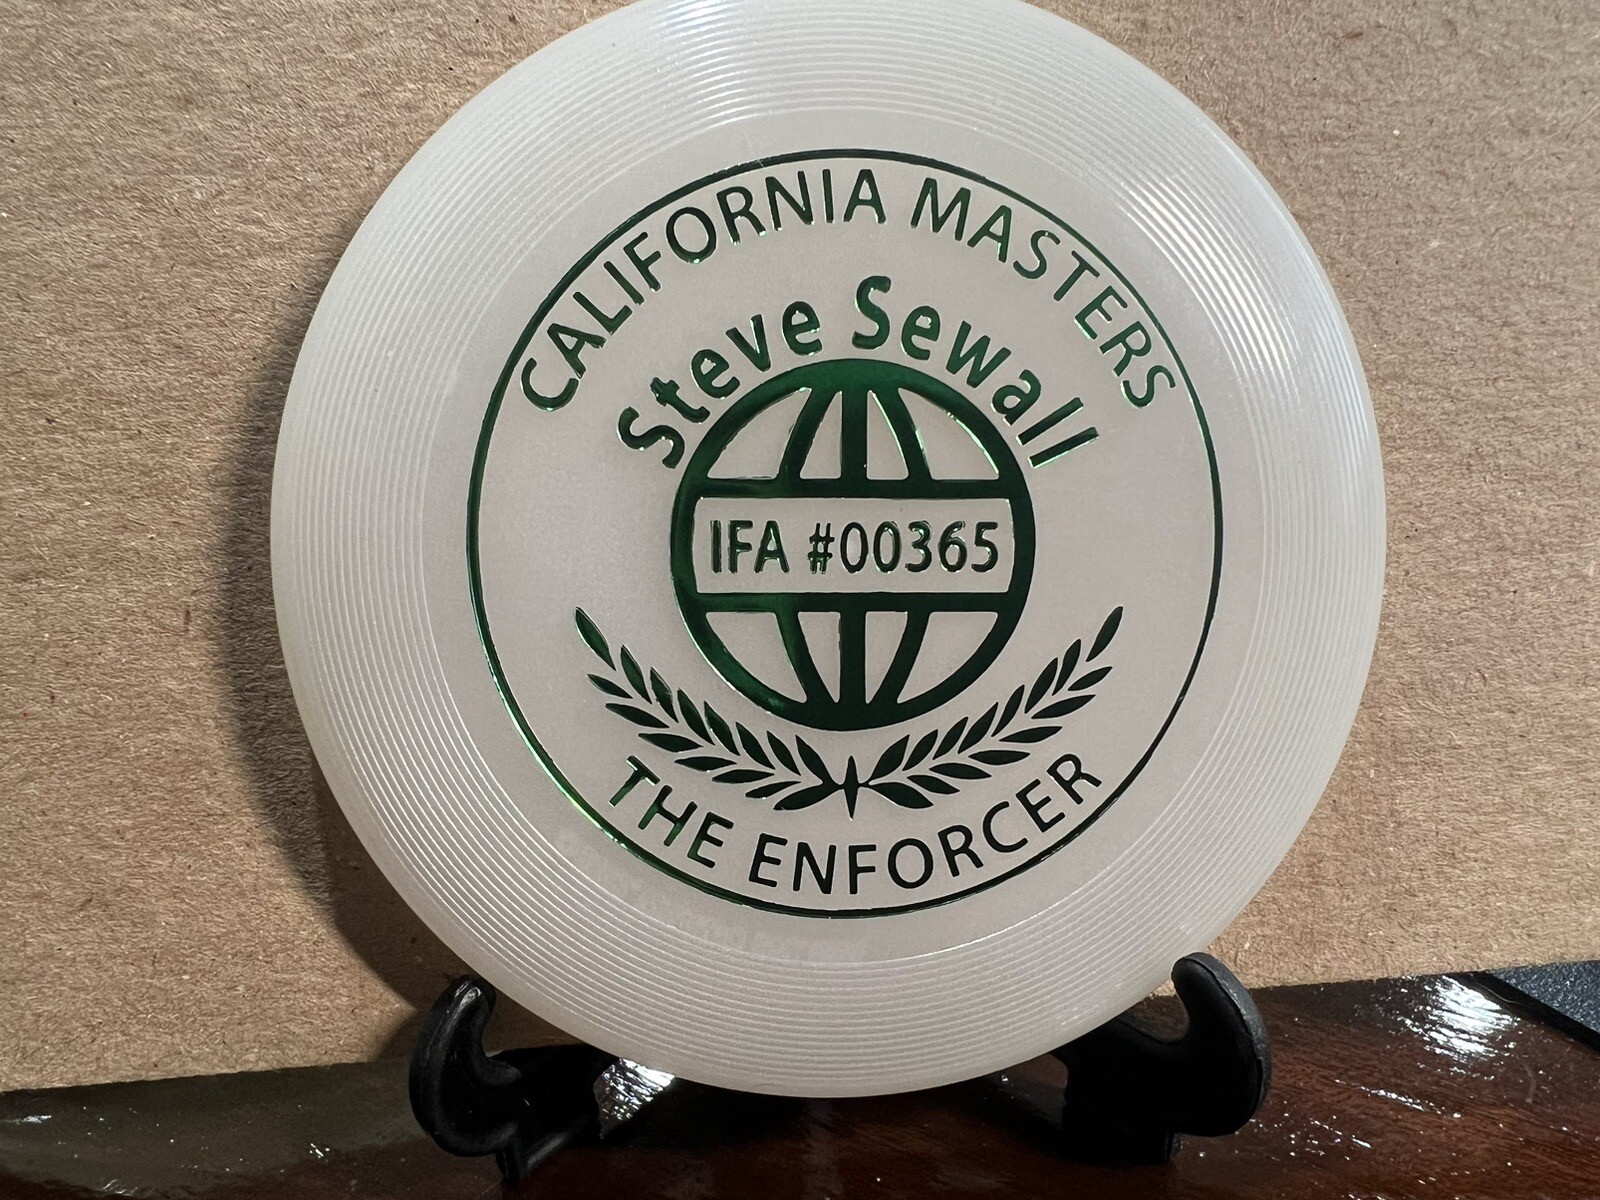 CALIFORNIA MASTERS
Steve Sewall
IFA #00365
THE ENFORCER